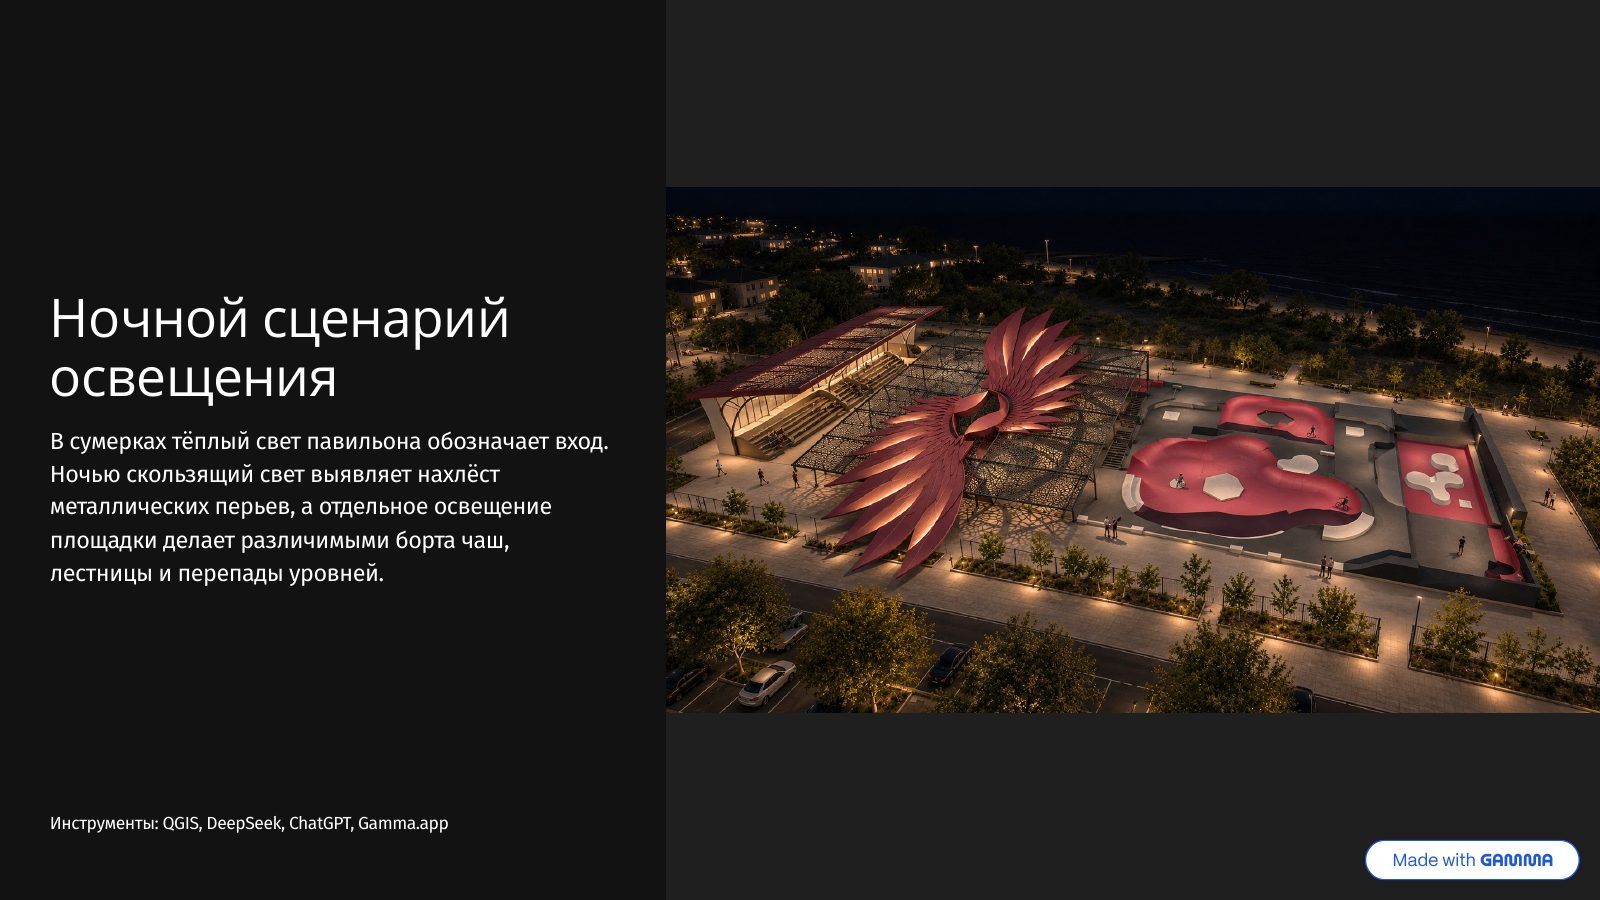 Ночной сценарий
освещения
В сумерках тёплый свет павильона обозначает вход.
Ночью скользящий свет выявляет нахлёст
металлических перьев, а отдельное освещение
площадки делает различимыми борта чаш,
лестницы и перепады уровней.
Инструменты: QGIS, DeepSeek, ChatGPT, Gamma.app
Made with GAMMA